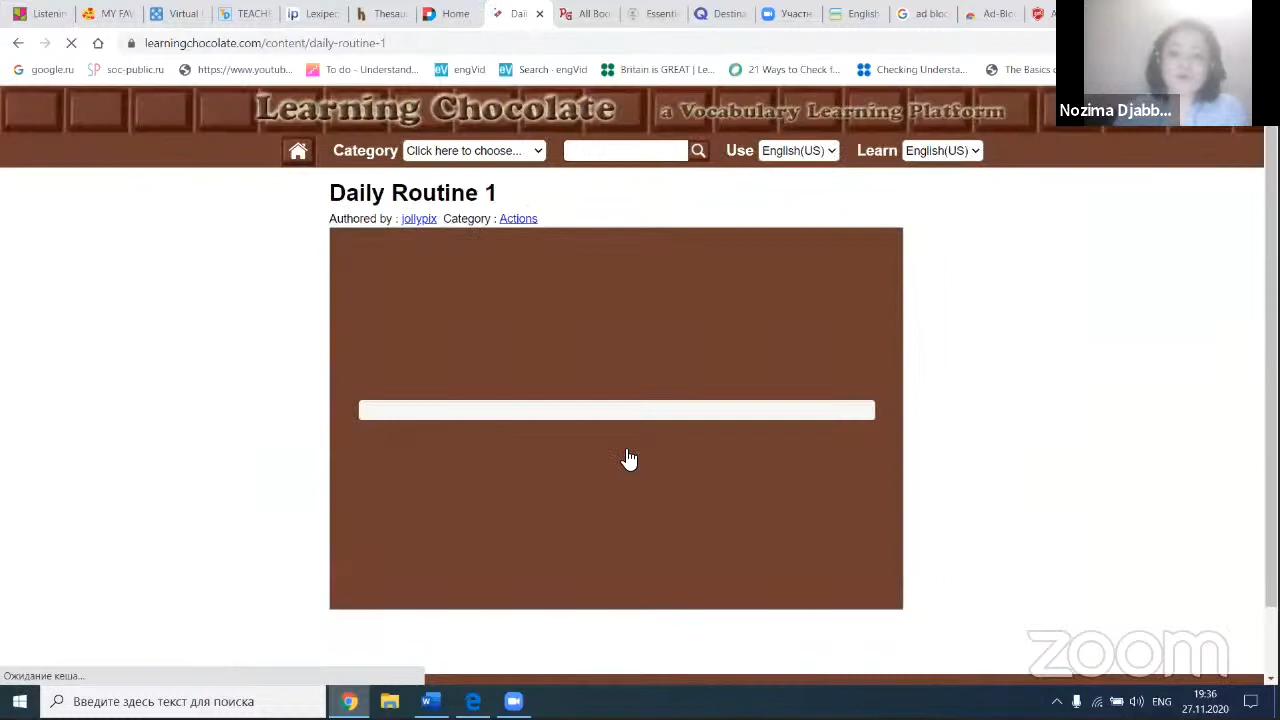 Listenin MY FAV Virtual TEACHE Lexipec Thesau Home Dai All Boo Essentia Destina Участн English ad bloc Ad-Bloc
learningchocolate.com/content/daily-routine-1
google.ru soc-public.ru https://www.youtub... To do - Understand... engVid Search - engVid Britain is GREAT | Le... 21 Ways to Check f... Checking Understa... The Basics o
Nozima Djabb...
Learning Chocolate a Vocabulary Learning Platform
Category Click here to choose... Use English(US) Learn English(US)
Daily Routine 1
Authored by : jollypix Category : Actions
zoom
Ожидание кеша...
Введите здесь текст для поиска
ENG 19:36
27.11.2020